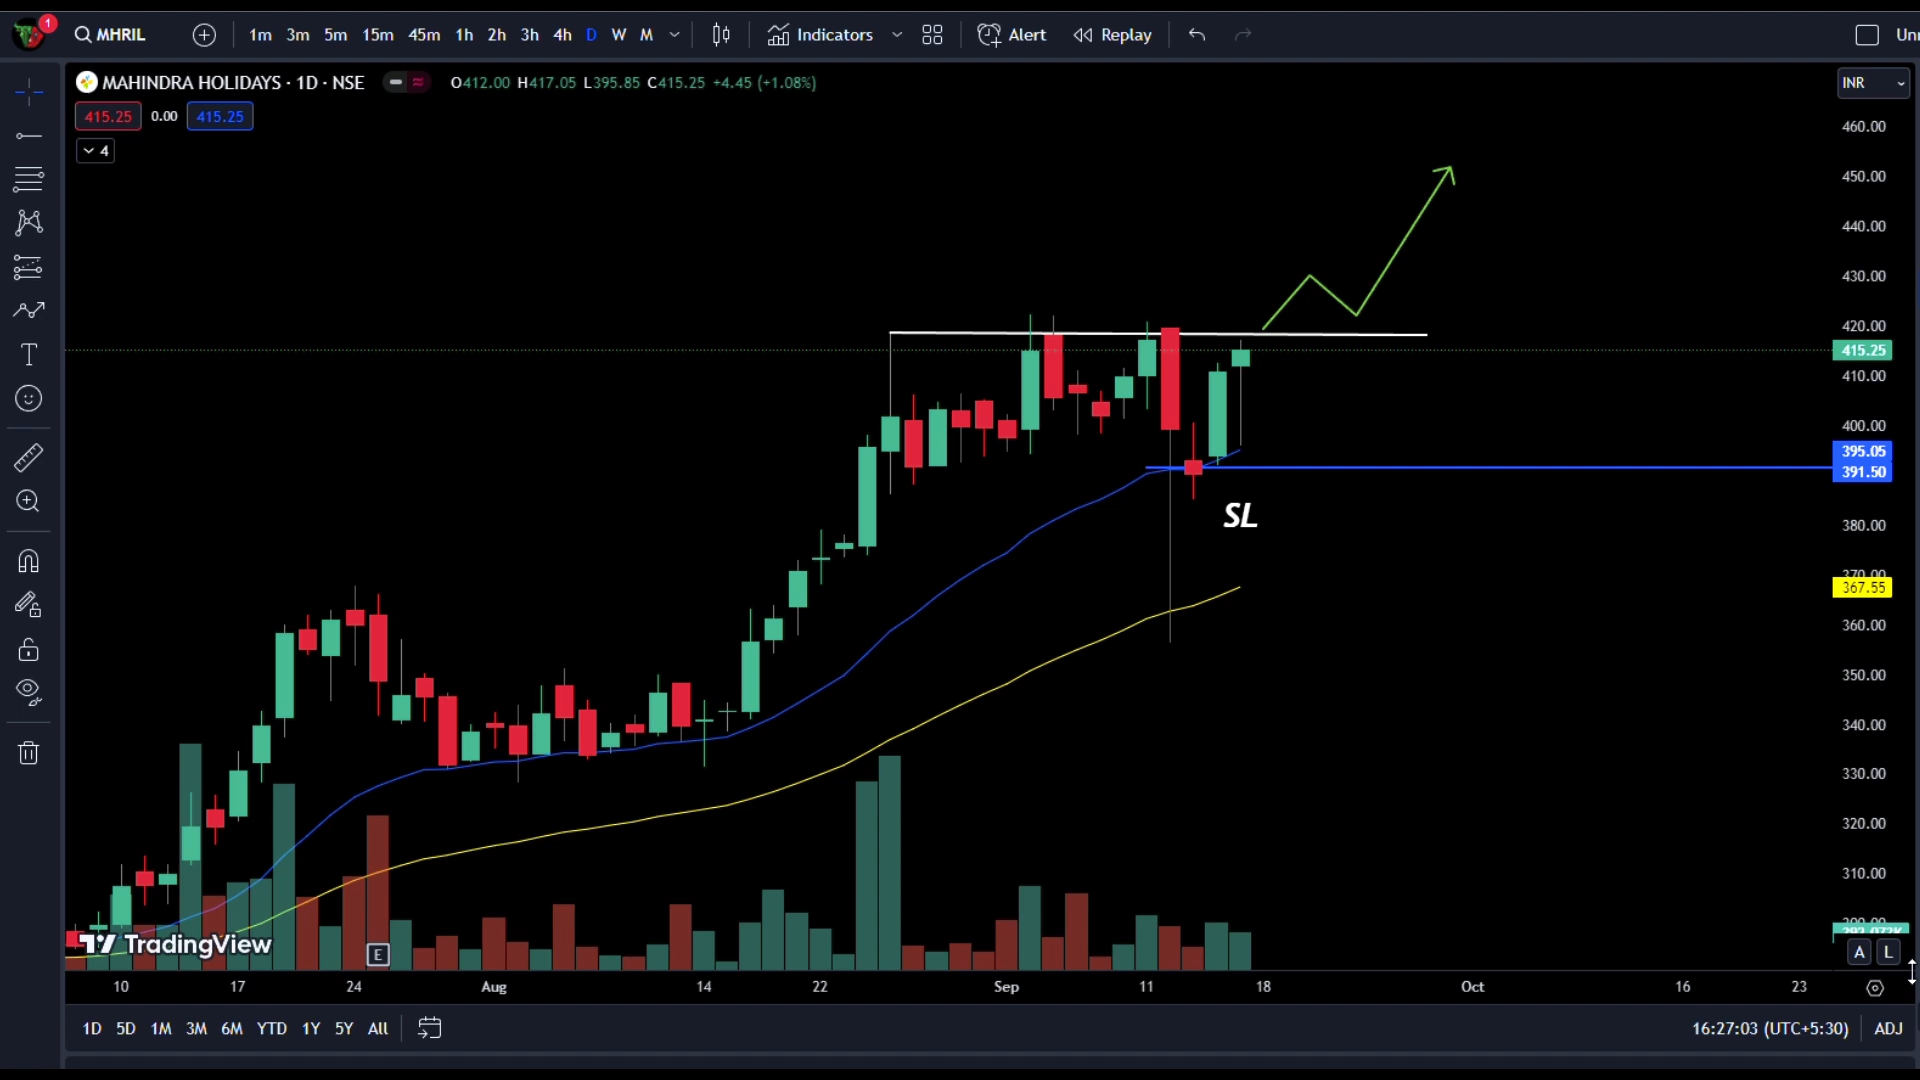 1
MHRIL 1m 3m 5m 15m 45m 1h 2h 3h 4h D W M Indicators Alert Replay
MAHINDRA HOLIDAYS · 1D · NSE O412.00 H417.05 L395.85 C415.25 +4.45 (+1.08%)
INR
415.25 0.00 415.25
4
460.00
450.00
440.00
430.00
420.00
415.25
410.00
400.00
395.05
391.50
SL
380.00
370.00
367.55
360.00
350.00
340.00
330.00
320.00
310.00
TradingView
E
A L
10 17 24 Aug 14 22 Sep 11 18 Oct 16 23
1D 5D 1M 3M 6M YTD 1Y 5Y All 16:27:03 (UTC+5:30) ADJ